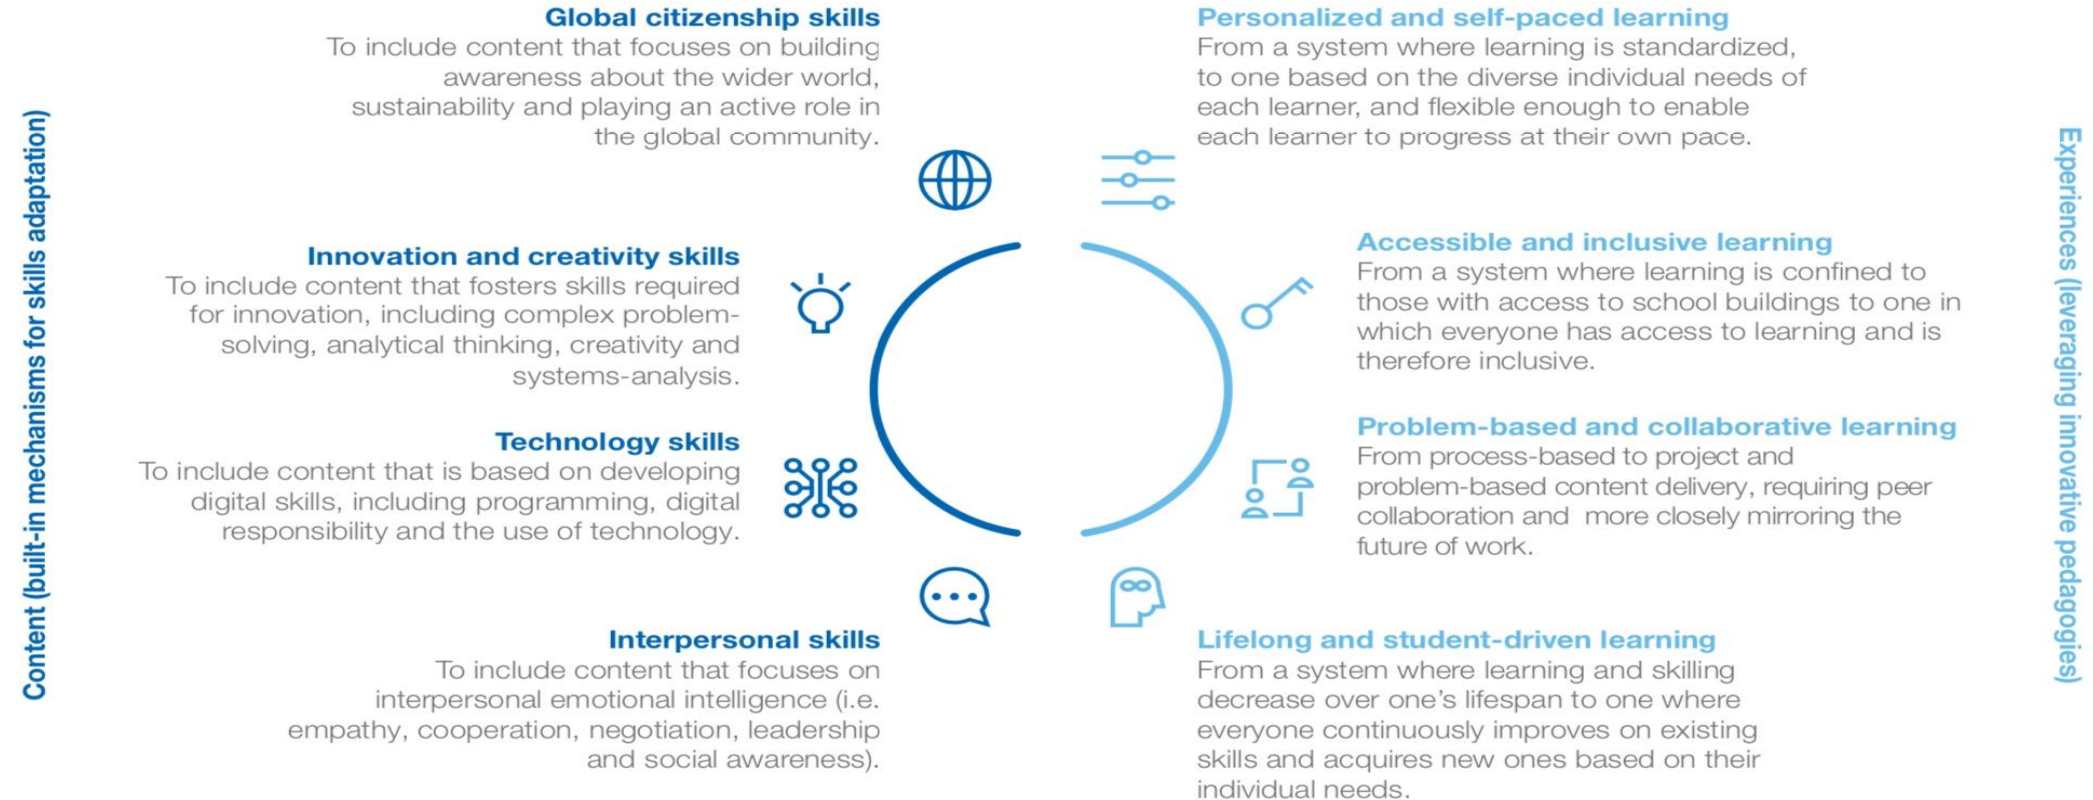 Content (built-in mechanisms for skills adaptation)
Global citizenship skills
To include content that focuses on building
awareness about the wider world,
sustainability and playing an active role in
the global community.
Innovation and creativity skills
To include content that fosters skills required
for innovation, including complex problem-
solving, analytical thinking, creativity and
systems-analysis.
Technology skills
To include content that is based on developing
digital skills, including programming, digital
responsibility and the use of technology.
Interpersonal skills
To include content that focuses on
interpersonal emotional intelligence (i.e.
empathy, cooperation, negotiation, leadership
and social awareness).
Personalized and self-paced learning
From a system where learning is standardized,
to one based on the diverse individual needs of
each learner, and flexible enough to enable
each learner to progress at their own pace.
Accessible and inclusive learning
From a system where learning is confined to
those with access to school buildings to one in
which everyone has access to learning and is
therefore inclusive.
Problem-based and collaborative learning
From process-based to project and
problem-based content delivery, requiring peer
collaboration and more closely mirroring the
future of work.
Lifelong and student-driven learning
From a system where learning and skilling
decrease over one's lifespan to one where
everyone continuously improves on existing
skills and acquires new ones based on their
individual needs.
Experiences (leveraging innovative pedagogies)